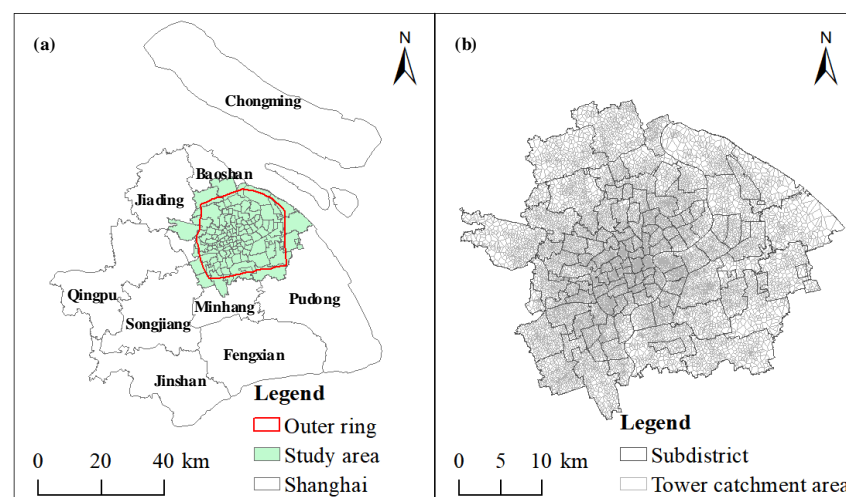 (a)
N
Chongming
Baoshan
Jiading
Qingpu
Minhang
Pudong
Songjiang
Fengxian
Jinshan
Legend
Outer ring
Study area
Shanghai
0 20 40 km
(b)
N
Legend
Subdistrict
Tower catchment area
0 5 10 km